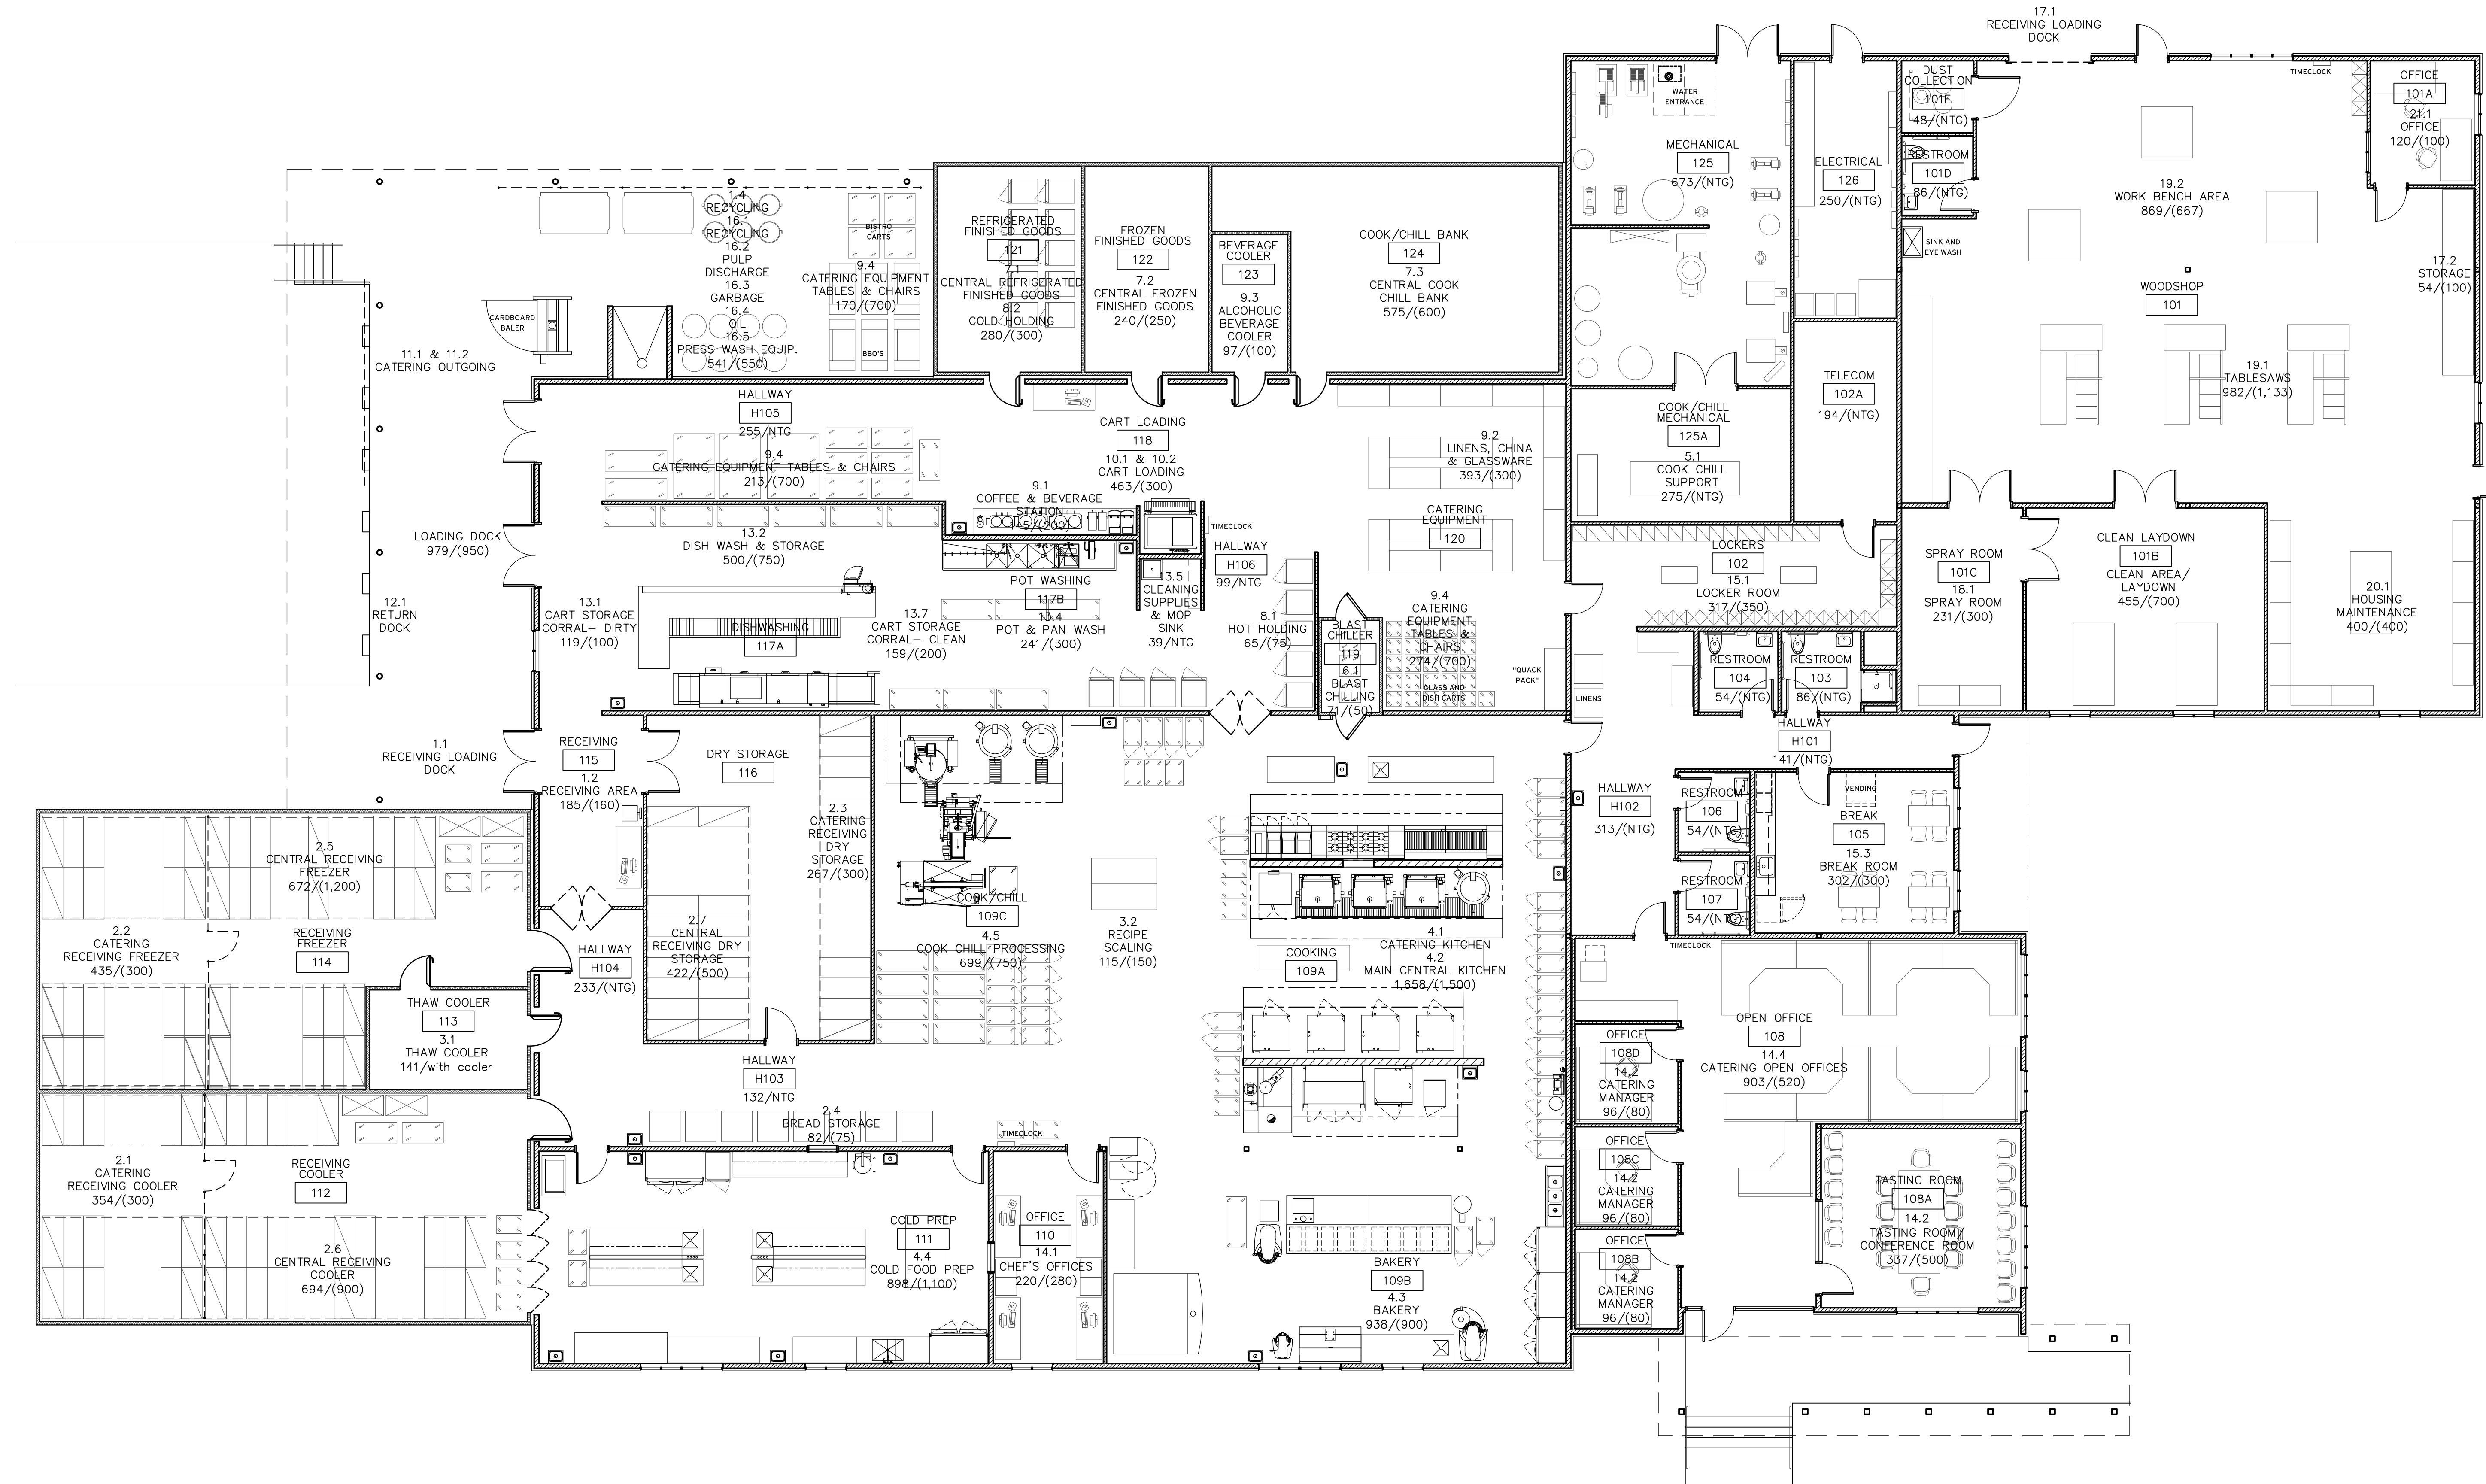 17.1
RECEIVING LOADING
DOCK
TIMECLOCK
DUST
COLLECTION
101E
48/(NTG)
OFFICE
101A
21.1
OFFICE
120/(100)
WATER
ENTRANCE
MECHANICAL
125
673/(NTG)
ELECTRICAL
126
250/(NTG)
RESTROOM
101D
86/(NTG)
19.2
WORK BENCH AREA
869/(667)
SINK AND
EYE WASH
17.2
STORAGE
54/(100)
WOODSHOP
101
19.1
TABLESAWS
982/(1,133)
1.4
RECYCLING
16.1
RECYCLING
16.2
PULP
DISCHARGE
16.3
GARBAGE
16.4
OIL
16.5
PRESS WASH EQUIP.
541/(550)
BISTRO
CARTS
9.4
CATERING EQUIPMENT
TABLES & CHAIRS
170/(700)
BBQ'S
REFRIGERATED
FINISHED GOODS
121
7.1
CENTRAL REFRIGERATED
FINISHED GOODS
8.2
COLD HOLDING
280/(300)
FROZEN
FINISHED GOODS
122
7.2
CENTRAL FROZEN
FINISHED GOODS
240/(250)
BEVERAGE
COOLER
123
9.3
ALCOHOLIC
BEVERAGE
COOLER
97/(100)
COOK/CHILL BANK
124
7.3
CENTRAL COOK
CHILL BANK
575/(600)
CARDBOARD
BALER
11.1 & 11.2
CATERING OUTGOING
HALLWAY
H105
255/NTG
9.4
CATERING EQUIPMENT TABLES & CHAIRS
213/(700)
CART LOADING
118
10.1 & 10.2
CART LOADING
463/(300)
9.1
COFFEE & BEVERAGE
STATION
145/(200)
9.2
LINENS, CHINA
& GLASSWARE
393/(300)
COOK/CHILL
MECHANICAL
125A
5.1
COOK CHILL
SUPPORT
275/(NTG)
TELECOM
102A
194/(NTG)
LOADING DOCK
979/(950)
13.2
DISH WASH & STORAGE
500/(750)
TIMECLOCK
HALLWAY
H106
99/NTG
CATERING
EQUIPMENT
120
LOCKERS
102
15.1
LOCKER ROOM
317/(350)
SPRAY ROOM
101C
18.1
SPRAY ROOM
231/(300)
CLEAN LAYDOWN
101B
CLEAN AREA/
LAYDOWN
455/(700)
20.1
HOUSING
MAINTENANCE
400/(400)
12.1
RETURN
DOCK
13.1
CART STORAGE
CORRAL- DIRTY
119/(100)
DISHWASHING
117A
13.7
CART STORAGE
CORRAL- CLEAN
159/(200)
POT WASHING
117B
13.4
POT & PAN WASH
241/(300)
13.5
CLEANING
SUPPLIES
& MOP
SINK
39/NTG
8.1
HOT HOLDING
65/(75)
BLAST
CHILLER
119
6.1
BLAST
CHILLING
71/(50)
9.4
CATERING
EQUIPMENT
TABLES &
CHAIRS
274/(700)
GLASS AND
DISH CARTS
"QUACK
PACK"
LINENS
RESTROOM
104
54/(NTG)
RESTROOM
103
86/(NTG)
HALLWAY
H101
141/(NTG)
1.1
RECEIVING LOADING
DOCK
RECEIVING
115
1.2
RECEIVING AREA
185/(160)
DRY STORAGE
116
2.3
CATERING
RECEIVING
DRY
STORAGE
267/(300)
2.7
CENTRAL
RECEIVING DRY
STORAGE
422/(500)
COOK/CHILL
109C
4.5
COOK CHILL PROCESSING
699/(750)
3.2
RECIPE
SCALING
115/(150)
COOKING
109A
4.1
CATERING KITCHEN
4.2
MAIN CENTRAL KITCHEN
1,658/(1,500)
HALLWAY
H102
313/(NTG)
RESTROOM
106
54/(NTG)
RESTROOM
107
54/(NTG)
VENDING
BREAK
105
15.3
BREAK ROOM
302/(300)
TIMECLOCK
2.5
CENTRAL RECEIVING
FREEZER
672/(1,200)
2.2
CATERING
RECEIVING FREEZER
435/(300)
RECEIVING
FREEZER
114
THAW COOLER
113
3.1
THAW COOLER
141/with cooler
HALLWAY
H104
233/(NTG)
HALLWAY
H103
132/NTG
2.4
BREAD STORAGE
82/(75)
TIMECLOCK
OPEN OFFICE
108
14.4
CATERING OPEN OFFICES
903/(520)
OFFICE
108D
14.2
CATERING
MANAGER
96/(80)
OFFICE
108C
14.2
CATERING
MANAGER
96/(80)
OFFICE
108B
14.2
CATERING
MANAGER
96/(80)
TASTING ROOM
108A
14.2
TASTING ROOM/
CONFERENCE ROOM
337/(500)
2.1
CATERING
RECEIVING COOLER
354/(300)
RECEIVING
COOLER
112
2.6
CENTRAL RECEIVING
COOLER
694/(900)
COLD PREP
111
4.4
COLD FOOD PREP
898/(1,100)
OFFICE
110
14.1
CHEF'S OFFICES
220/(280)
BAKERY
109B
4.3
BAKERY
938/(900)